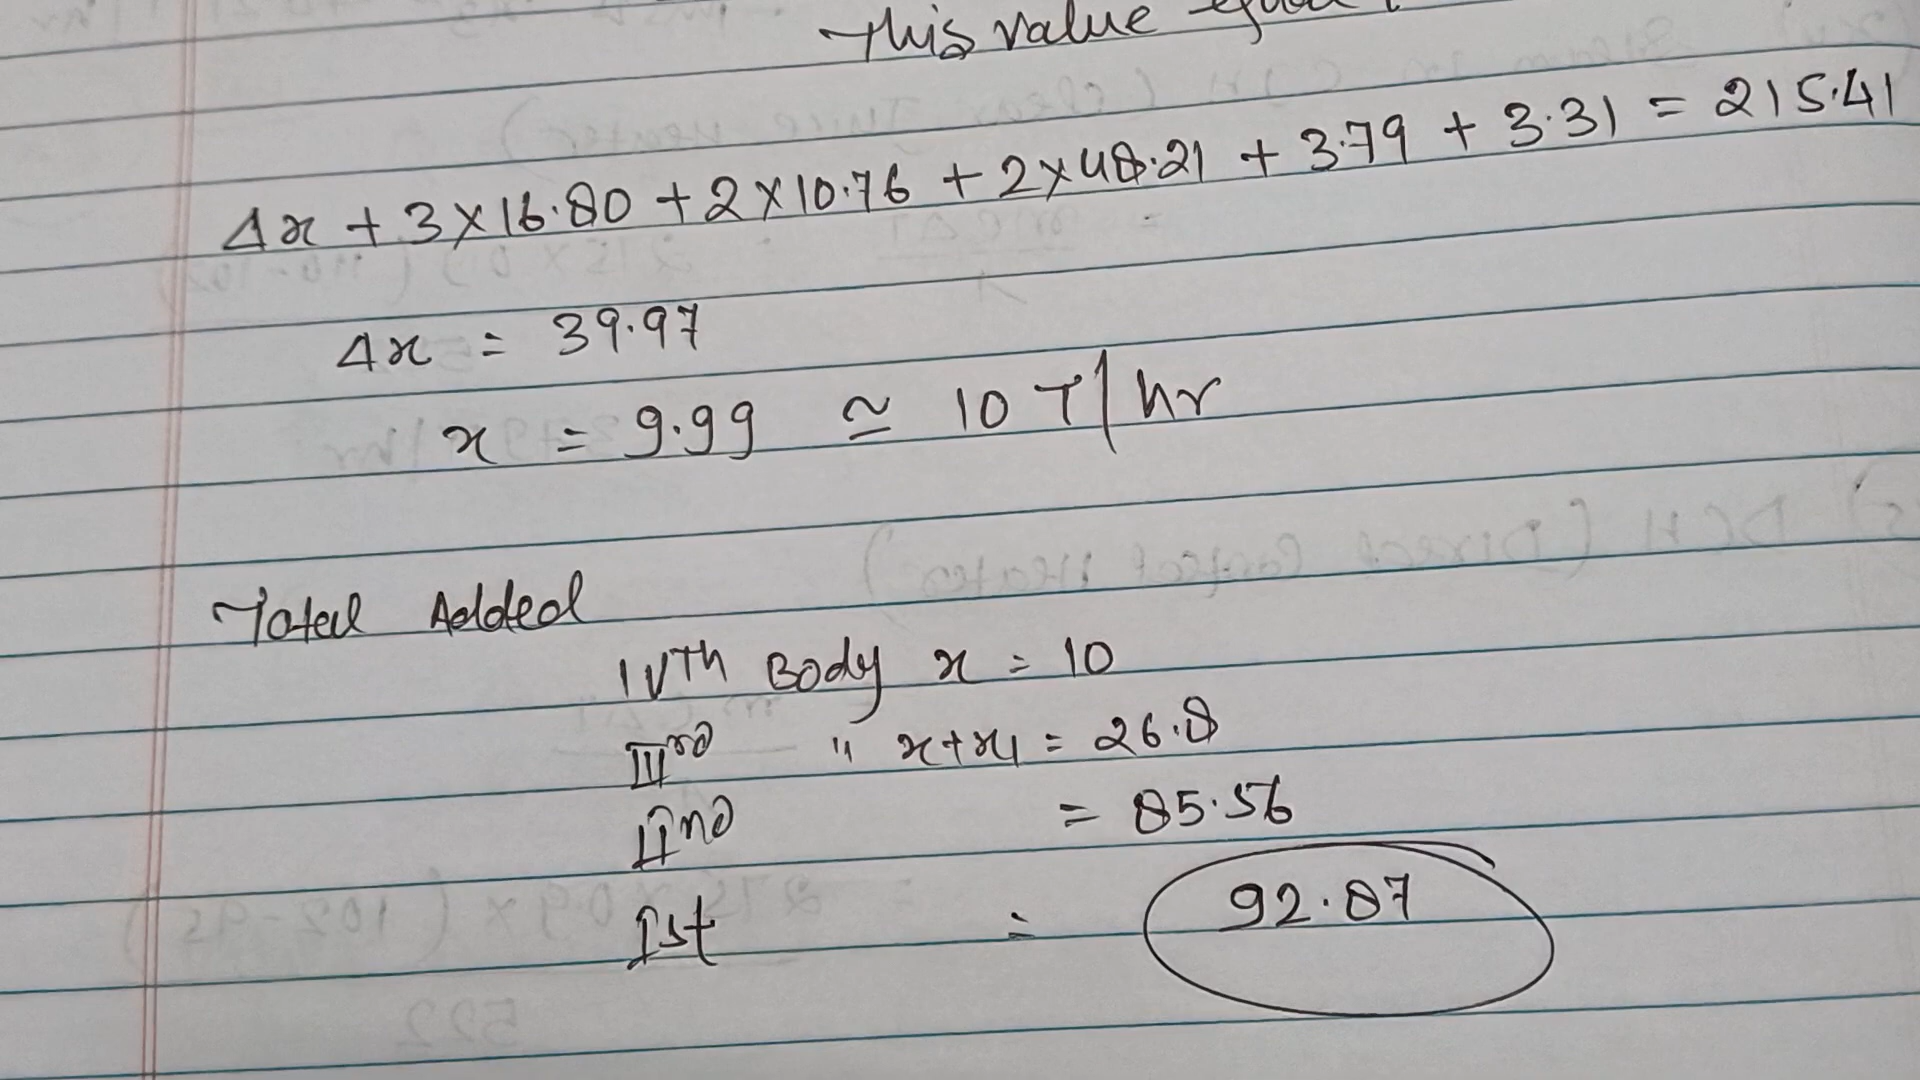 This value
4x + 3 x 16.80 + 2 x 10.76 + 2 x 48.21 + 3.79 + 3.31 = 215.41
4x = 39.97
x = 9.99 ≃ 10 T/hr
Total Added
IVTh Body x = 10
IIIrd " x+x1 = 26.8
IInd = 85.56
Ist = 92.87